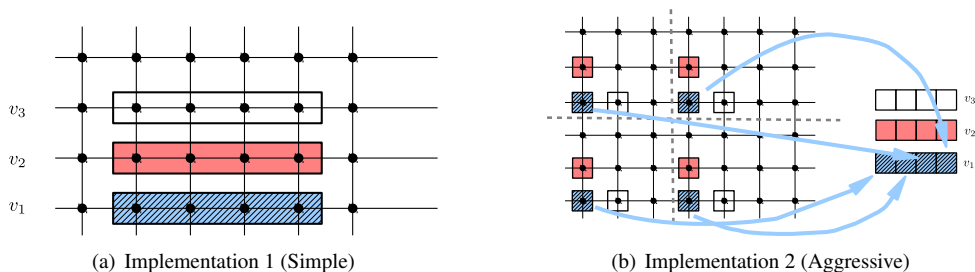 v3
v2
v1
v3
v2
v1
(a) Implementation 1 (Simple)
(b) Implementation 2 (Aggressive)